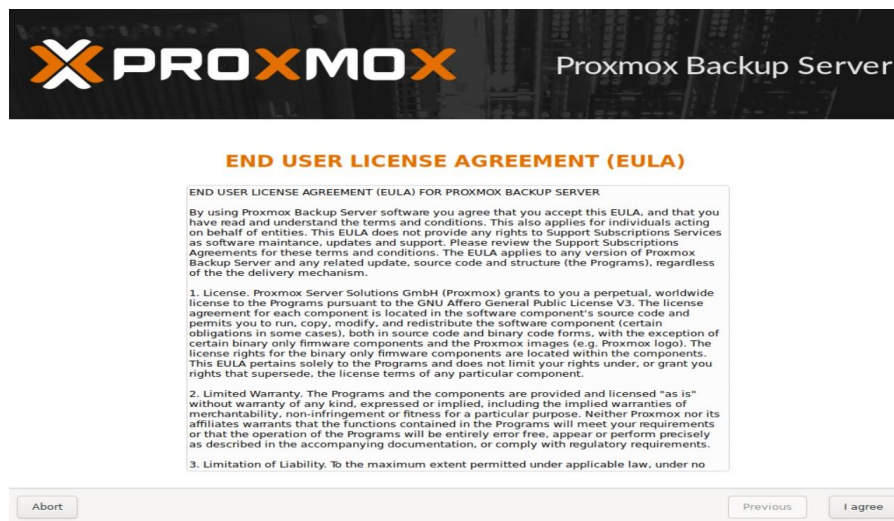 PROXMOX
Proxmox Backup Server
END USER LICENSE AGREEMENT (EULA)
END USER LICENSE AGREEMENT (EULA) FOR PROXMOX BACKUP SERVER
By using Proxmox Backup Server software you agree that you accept this EULA, and that you
have read and understand the terms and conditions. This also applies for individuals acting
on behalf of entities. This EULA does not provide any rights to Support Subscriptions Services
as software maintance, updates and support. Please review the Support Subscriptions
Agreements for these terms and conditions. The EULA applies to any version of Proxmox
Backup Server and any related update, source code and structure (the Programs), regardless
of the the delivery mechanism.
1. License. Proxmox Server Solutions GmbH (Proxmox) grants to you a perpetual, worldwide
license to the Programs pursuant to the GNU Affero General Public License V3. The license
agreement for each component is located in the software component's source code and
permits you to run, copy, modify, and redistribute the software component (certain
obligations in some cases), both in source code and binary code forms, with the exception of
certain binary only firmware components and the Proxmox images (e.g. Proxmox logo). The
license rights for the binary only firmware components are located within the components.
This EULA pertains solely to the Programs and does not limit your rights under, or grant you
rights that supersede, the license terms of any particular component.
2. Limited Warranty. The Programs and the components are provided and licensed "as is"
without warranty of any kind, expressed or implied, including the implied warranties of
merchantability, non-infringement or fitness for a particular purpose. Neither Proxmox nor its
affiliates warrants that the functions contained in the Programs will meet your requirements
or that the operation of the Programs will be entirely error free, appear or perform precisely
as described in the accompanying documentation, or comply with regulatory requirements.
3. Limitation of Liability. To the maximum extent permitted under applicable law, under no
Abort
Previous
I agree